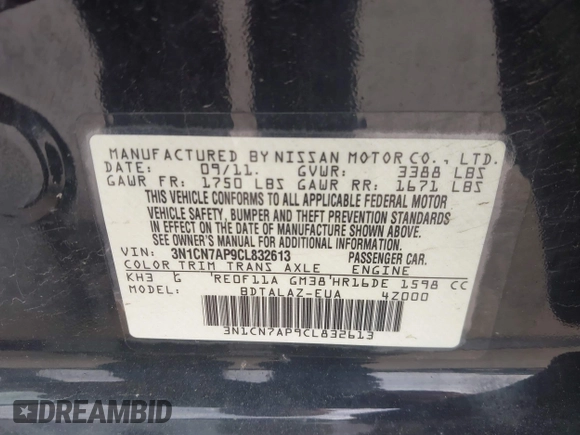 MANUFACTURED BY NISSAN MOTOR CO., LTD.
DATE: 09/11. GVWR: 3388 LBS
GAWR FR: 1750 LBS GAWR RR: 1671 LBS
THIS VEHICLE CONFORMS TO ALL APPLICABLE FEDERAL MOTOR
VEHICLE SAFETY, BUMPER AND THEFT PREVENTION STANDARDS
IN EFFECT ON THE DATE OF MANUFACTURE SHOWN ABOVE.
SEE OWNER'S MANUAL FOR ADDITIONAL INFORMATION.
VIN: 3N1CN7AP9CL832613 PASSENGER CAR.
COLOR TRIM TRANS AXLE ENGINE
KH3 G RE0F11A GM38 HR16DE 1598 CC
MODEL: BDTALAZ-EUA 4Z000
3N1CN7AP9CL832613
DREAMBID